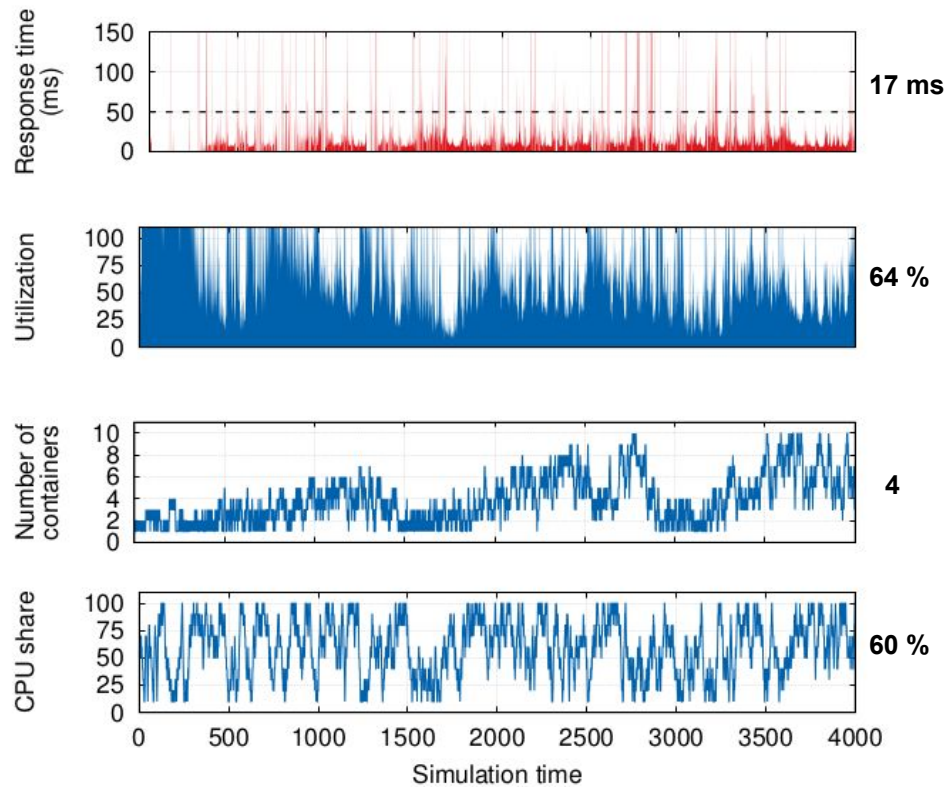 Response time
(ms)
150
100
50
0
17 ms
Utilization
100
75
50
25
0
64 %
Number of
containers
10
8
6
4
2
0
4
CPU share
100
75
50
25
0
60 %
0 500 1000 1500 2000 2500 3000 3500 4000
Simulation time